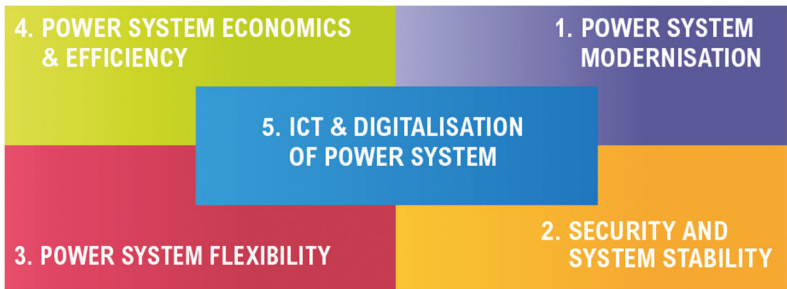 4. POWER SYSTEM ECONOMICS
& EFFICIENCY
1. POWER SYSTEM
MODERNISATION
5. ICT & DIGITALISATION
OF POWER SYSTEM
3. POWER SYSTEM FLEXIBILITY
2. SECURITY AND
SYSTEM STABILITY